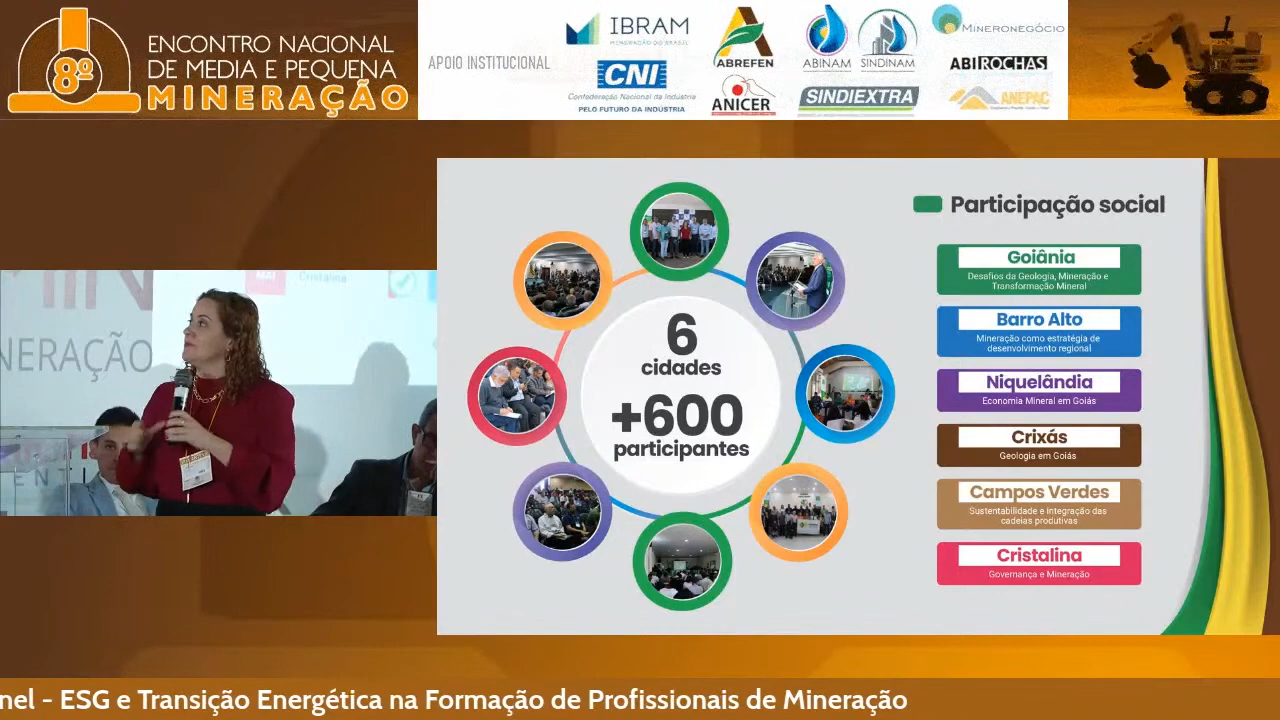 8º
ENCONTRO NACIONAL
DE MEDIA E PEQUENA
MINERAÇÃO
APOIO INSTITUCIONAL
IBRAM
MINERAÇÃO DO BRASIL
CNI
Confederação Nacional da Indústria
PELO FUTURO DA INDÚSTRIA
ABREFEN
ANICER
ABINAM
SINDINAM
SINDIEXTRA
MINERONEGÓCIO
ABIROCHAS
ANEPAC
NERAÇÃO
Cristalina
Participação social
6
cidades
+600
participantes
Goiânia
Desafios da Geologia, Mineração e
Transformação Mineral
Barro Alto
Mineração como estratégia de
desenvolvimento regional
Niquelândia
Economia Mineral em Goiás
Crixás
Geologia em Goiás
Campos Verdes
Sustentabilidade e integração das
cadeias produtivas
Cristalina
Governança e Mineração
nel - ESG e Transição Energética na Formação de Profissionais de Mineração